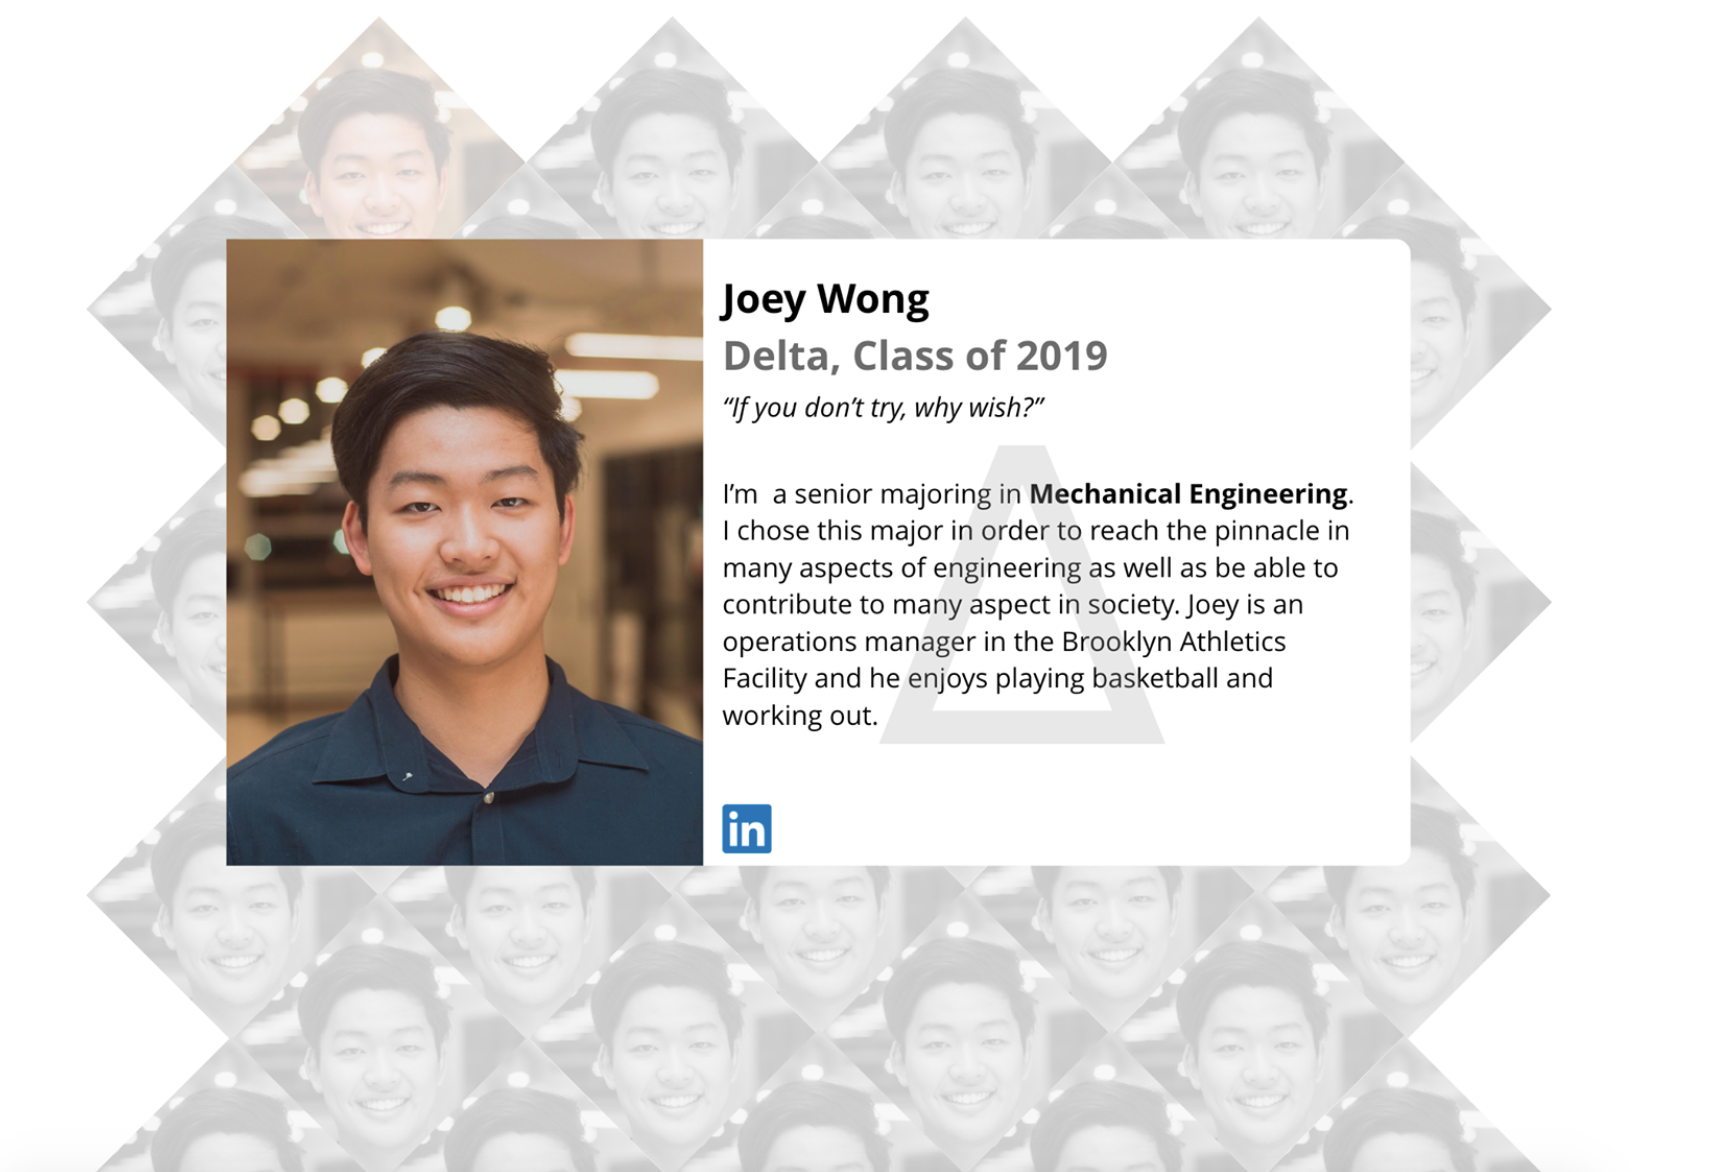 Joey Wong
Delta, Class of 2019
“If you don’t try, why wish?”
I’m  a senior majoring in Mechanical Engineering.
I chose this major in order to reach the pinnacle in
many aspects of engineering as well as be able to
contribute to many aspect in society. Joey is an
operations manager in the Brooklyn Athletics
Facility and he enjoys playing basketball and
working out.
in